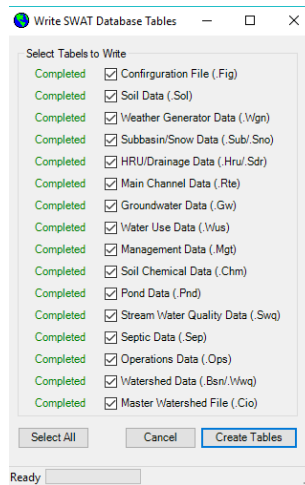 Write SWAT Database Tables
Select Tabels to Write
Completed Confirguration File (.Fig)
Completed Soil Data (.Sol)
Completed Weather Generator Data (.Wgn)
Completed Subbasin/Snow Data (.Sub/.Sno)
Completed HRU/Drainage Data (.Hru/.Sdr)
Completed Main Channel Data (.Rte)
Completed Groundwater Data (.Gw)
Completed Water Use Data (.Wus)
Completed Management Data (.Mgt)
Completed Soil Chemical Data (.Chm)
Completed Pond Data (.Pnd)
Completed Stream Water Quality Data (.Swq)
Completed Septic Data (.Sep)
Completed Operations Data (.Ops)
Completed Watershed Data (.Bsn/.Wwq)
Completed Master Watershed File (.Cio)
Select All Cancel Create Tables
Ready